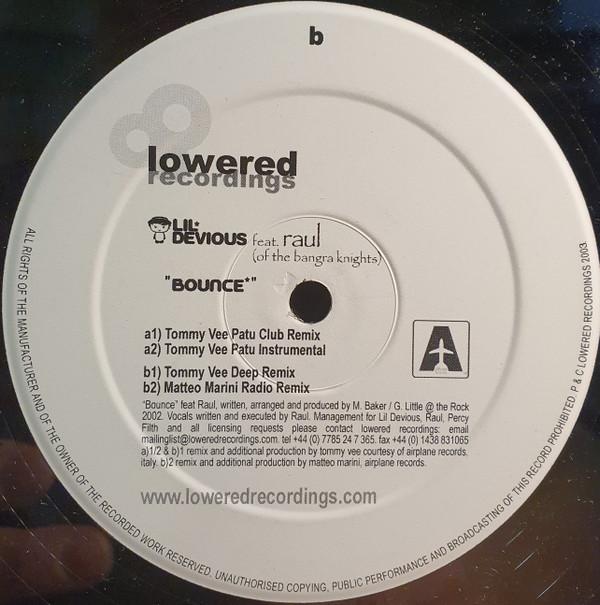 b
lowered
recordings
LIL*
DEVIOUS feat. raul
(of the bangra knights)
"BOUNCE*"
a1) Tommy Vee Patu Club Remix
a2) Tommy Vee Patu Instrumental
b1) Tommy Vee Deep Remix
b2) Matteo Marini Radio Remix
A
"Bounce" feat Raul, written, arranged and produced by M. Baker / G. Little @ the Rock
2002. Vocals written and executed by Raul. Management for Lil Devious, Raul, Percy
Filth and all licensing requests please contact lowered recordings: email
mailinglist@loweredrecordings.com. tel +44 (0) 7785 24 7 365. fax +44 (0) 1438 831065
a)1/2 & b)1 remix and additional production by tommy vee courtesy of airplane records.
italy. b)2 remix and additional production by matteo marini, airplane records.
www.loweredrecordings.com
ALL RIGHTS OF THE MANUFACTURER AND OF THE OWNER OF THE RECORDED WORK RESERVED. UNAUTHORISED COPYING, PUBLIC PERFORMANCE AND BROADCASTING OF THIS RECORD PROHIBITED. P & C LOWERED RECORDINGS 2003.